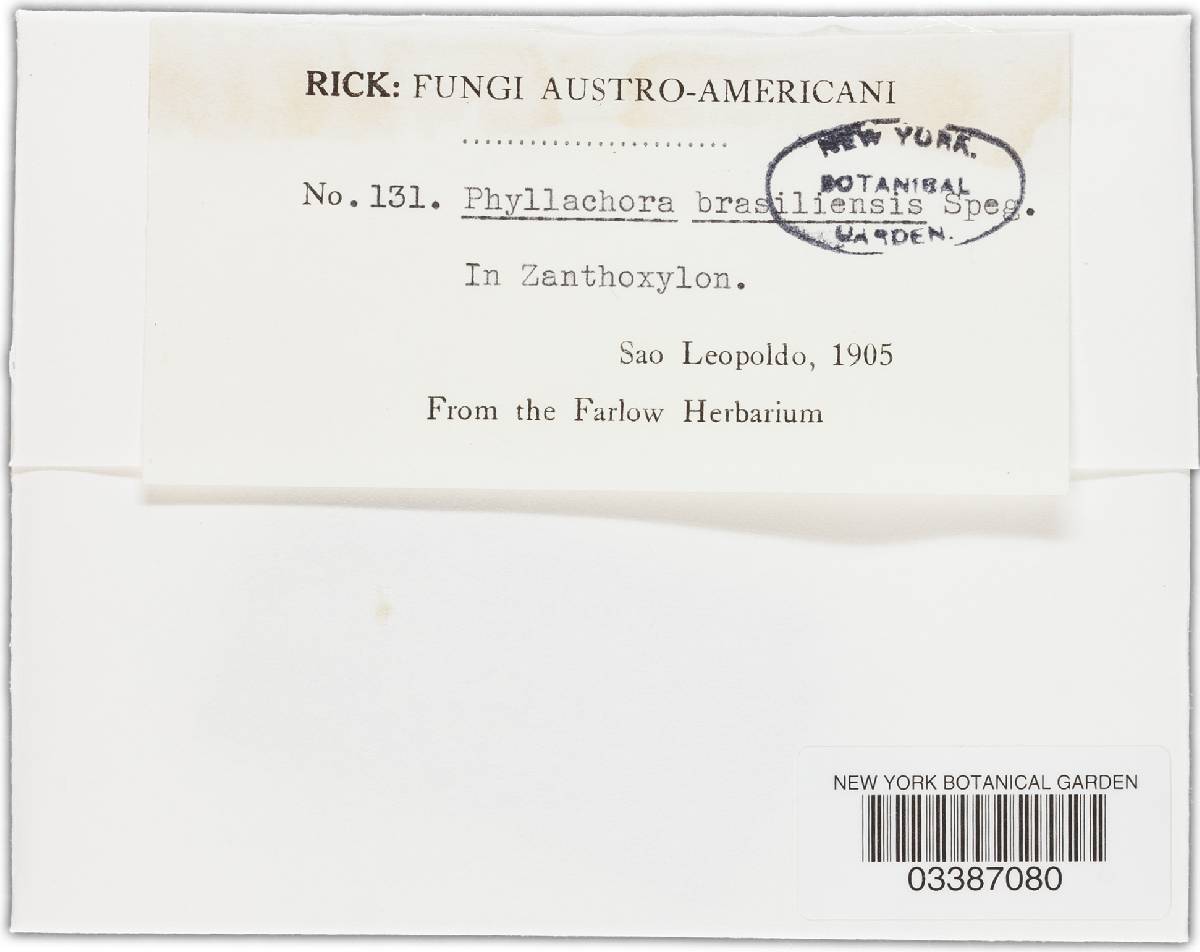 RICK: FUNGI AUSTRO-AMERICANI
........................
No. 131. Phyllachora brasiliensis Speg.
NEW YORK.
BOTANICAL
GARDEN.
In Zanthoxylon.
Sao Leopoldo, 1905
From the Farlow Herbarium
NEW YORK BOTANICAL GARDEN
03387080